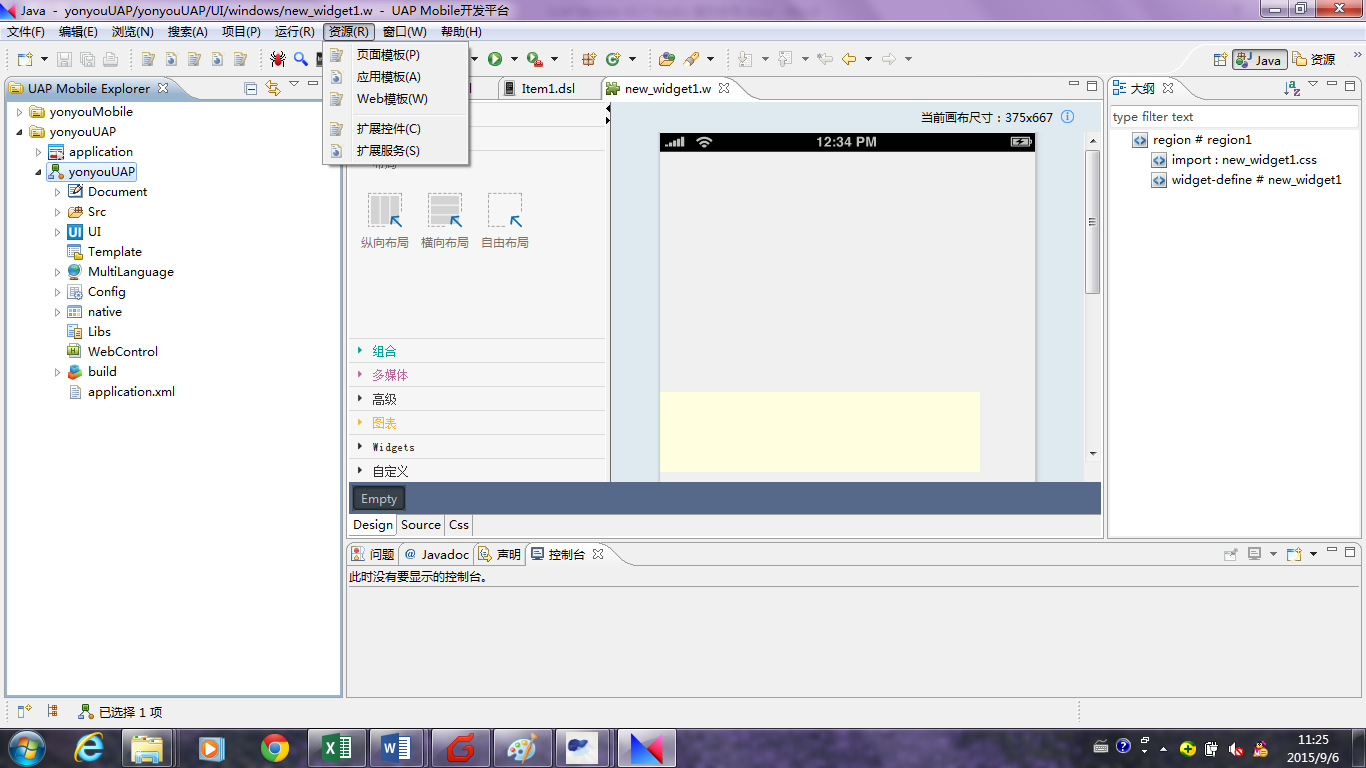 Java - yonyouUAP/yonyouUAP/UI/windows/new_widget1.w - UAP Mobile开发平台
文件(F) 编辑(E) 浏览(N) 搜索(A) 项目(P) 运行(R) 资源(R) 窗口(W) 帮助(H)
页面模板(P)
应用模板(A)
Web模板(W)
扩展控件(C)
扩展服务(S)
Java 资源
UAP Mobile Explorer
Item1.dsl
new_widget1.w
大纲
yonyouMobile
yonyouUAP
application
yonyouUAP
Document
Src
UI
Template
MultiLanguage
Config
native
Libs
WebControl
build
application.xml
纵向布局 横向布局 自由布局
组合
多媒体
高级
图表
Widgets
自定义
当前画布尺寸：375x667
12:34 PM
Empty
Design Source Css
type filter text
region # region1
import : new_widget1.css
widget-define # new_widget1
问题 @ Javadoc 声明 控制台
此时没有要显示的控制台。
已选择 1 项
11:25
2015/9/6